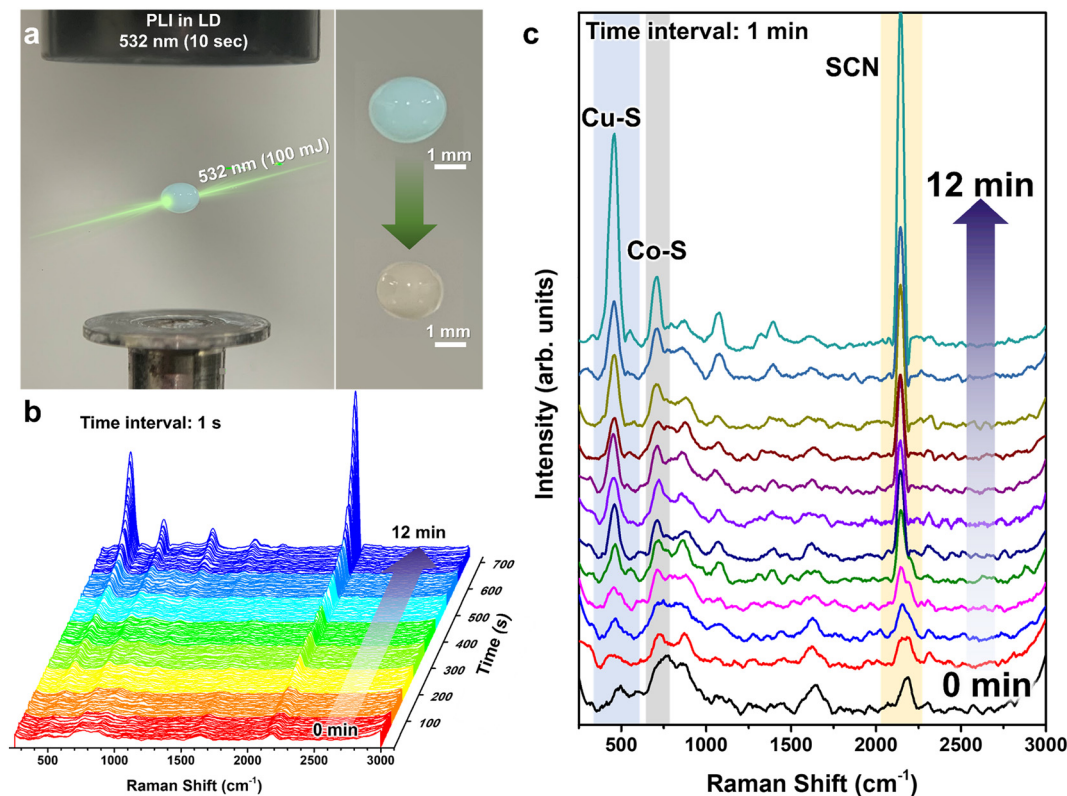 a
PLI in LD
532 nm (10 sec)
532 nm (100 mJ)
1 mm
1 mm
b
Time interval: 1 s
12 min
0 min
700
600
500
400
300
200
100
Time (s)
500
1000
1500
2000
2500
3000
Raman Shift (cm⁻¹)
c
Time interval: 1 min
SCN
Cu-S
12 min
Co-S
0 min
Intensity (arb. units)
500
1000
1500
2000
2500
3000
Raman Shift (cm⁻¹)